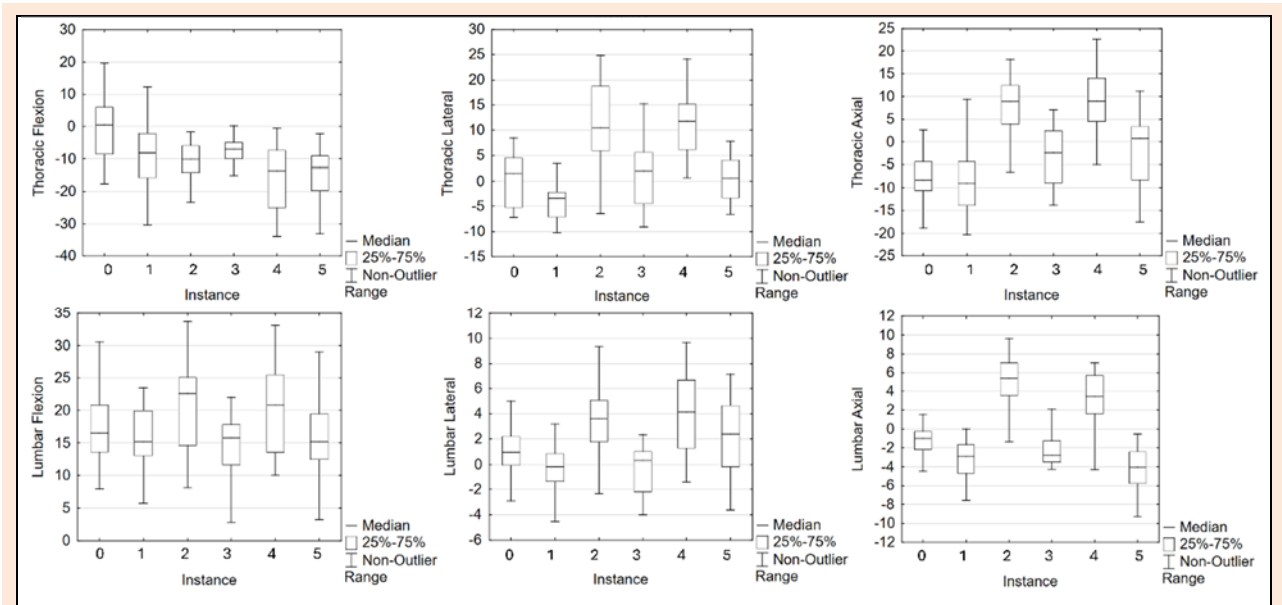 Thoracic Flexion
30
20
10
0
-10
-20
-30
-40
0 1 2 3 4 5
Instance
— Median
25%-75%
Non-Outlier
Range
Thoracic Lateral
30
25
20
15
10
5
0
-5
-10
-15
0 1 2 3 4 5
Instance
— Median
25%-75%
Non-Outlier
Range
Thoracic Axial
25
20
15
10
5
0
-5
-10
-15
-20
-25
0 1 2 3 4 5
Instance
— Median
25%-75%
Non-Outlier
Range
Lumbar Flexion
35
30
25
20
15
10
5
0
0 1 2 3 4 5
Instance
— Median
25%-75%
Non-Outlier
Range
Lumbar Lateral
12
10
8
6
4
2
0
-2
-4
-6
0 1 2 3 4 5
Instance
— Median
25%-75%
Non-Outlier
Range
Lumbar Axial
12
10
8
6
4
2
0
-2
-4
-6
-8
-10
-12
0 1 2 3 4 5
Instance
— Median
25%-75%
Non-Outlier
Range